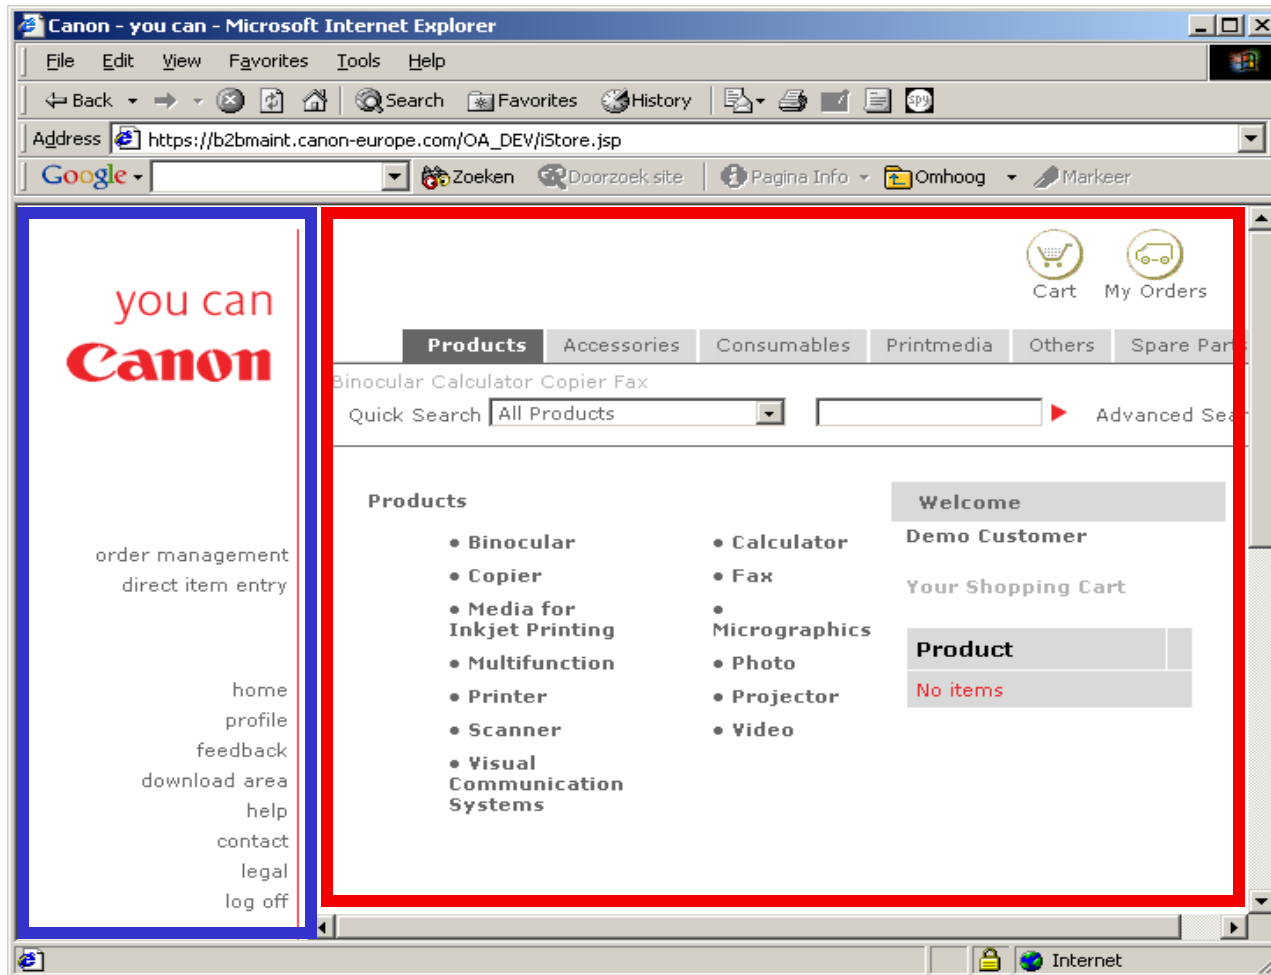 Canon - you can - Microsoft Internet Explorer
File Edit View Favorites Tools Help
Back Search Favorites History SPY
Address https://b2bmaint.canon-europe.com/OA_DEV/iStore.jsp
Google Zoeken Doorzoek site Pagina Info Omhoog Markeer
you can
Canon
order management
direct item entry
home
profile
feedback
download area
help
contact
legal
log off
Cart My Orders
Products Accessories Consumables Printmedia Others Spare Parts
Binocular Calculator Copier Fax
Quick Search All Products Advanced Sear
Products
• Binocular
• Copier
• Media for
Inkjet Printing
• Multifunction
• Printer
• Scanner
• Visual
Communication
Systems
• Calculator
• Fax
•
Micrographics
• Photo
• Projector
• Video
Welcome
Demo Customer
Your Shopping Cart
Product
No items
Internet